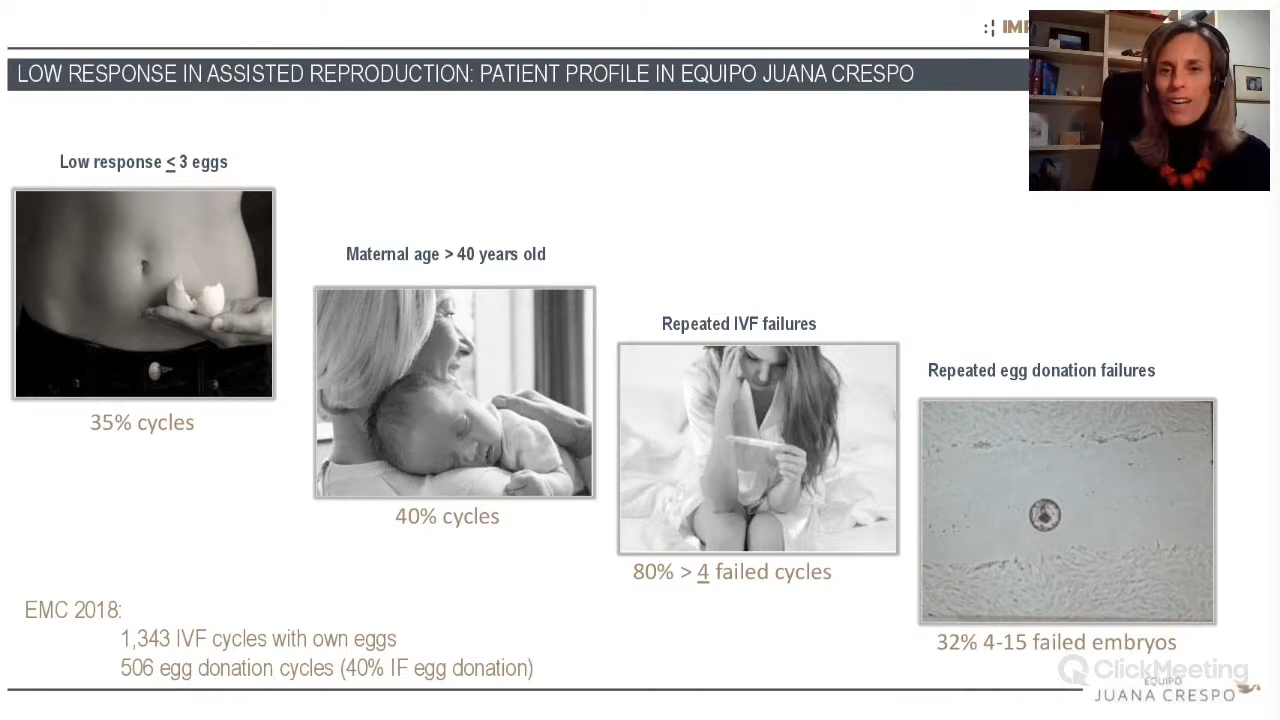 :¦ IMP
LOW RESPONSE IN ASSISTED REPRODUCTION: PATIENT PROFILE IN EQUIPO JUANA CRESPO
Low response ≤ 3 eggs
35% cycles
Maternal age > 40 years old
40% cycles
Repeated IVF failures
80% > 4 failed cycles
Repeated egg donation failures
32% 4-15 failed embryos
EMC 2018:
1,343 IVF cycles with own eggs
506 egg donation cycles (40% IF egg donation)
ClickMeeting
EQUIPO
JUANA CRESPO